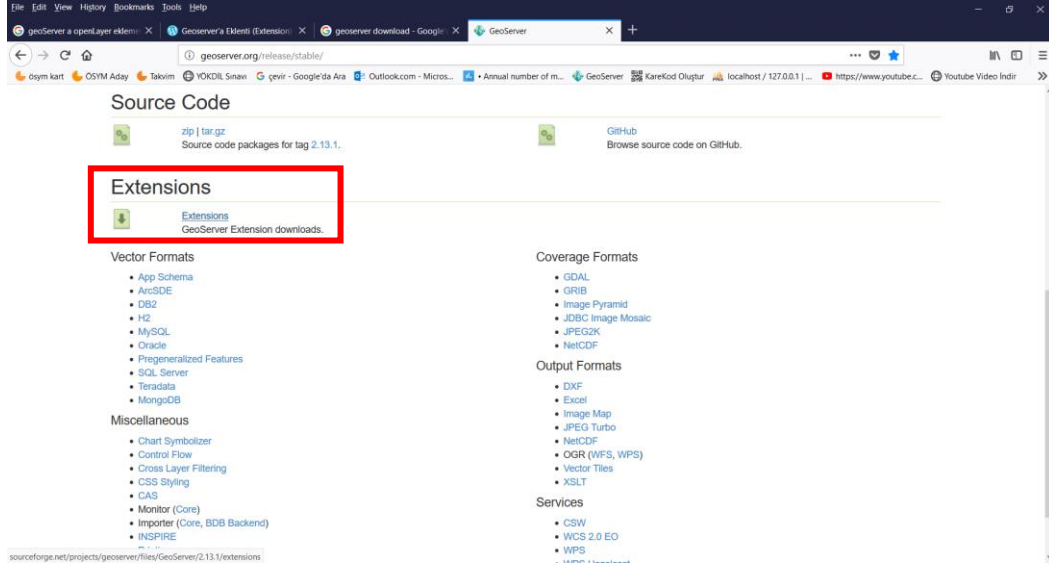 File Edit View History Bookmarks Tools Help
geoServer a openLayer ekleme
Geoserver'a Eklenti (Extension)
geoserver download - Google
GeoServer
geoserver.org/release/stable/
ösym kart
ÖSYM Aday
Takvim
YÖKDİL Sınavı
çevir - Google'da Ara
Outlook.com - Micros...
• Annual number of m...
GeoServer
KareKod Oluştur
localhost / 127.0.0.1 | ...
https://www.youtube.c...
Youtube Video İndir
Source Code
zip | tar.gz
Source code packages for tag 2.13.1.
GitHub
Browse source code on GitHub.
Extensions
Extensions
GeoServer Extension downloads.
Vector Formats
• App Schema
• ArcSDE
• DB2
• H2
• MySQL
• Oracle
• Pregeneralized Features
• SQL Server
• Teradata
• MongoDB
Miscellaneous
• Chart Symbolizer
• Control Flow
• Cross Layer Filtering
• CSS Styling
• CAS
• Monitor (Core)
• Importer (Core, BDB Backend)
• INSPIRE
Coverage Formats
• GDAL
• GRIB
• Image Pyramid
• JDBC Image Mosaic
• JPEG2K
• NetCDF
Output Formats
• DXF
• Excel
• Image Map
• JPEG Turbo
• NetCDF
• OGR (WFS, WPS)
• Vector Tiles
• XSLT
Services
• CSW
• WCS 2.0 EO
• WPS
sourceforge.net/projects/geoserver/files/GeoServer/2.13.1/extensions